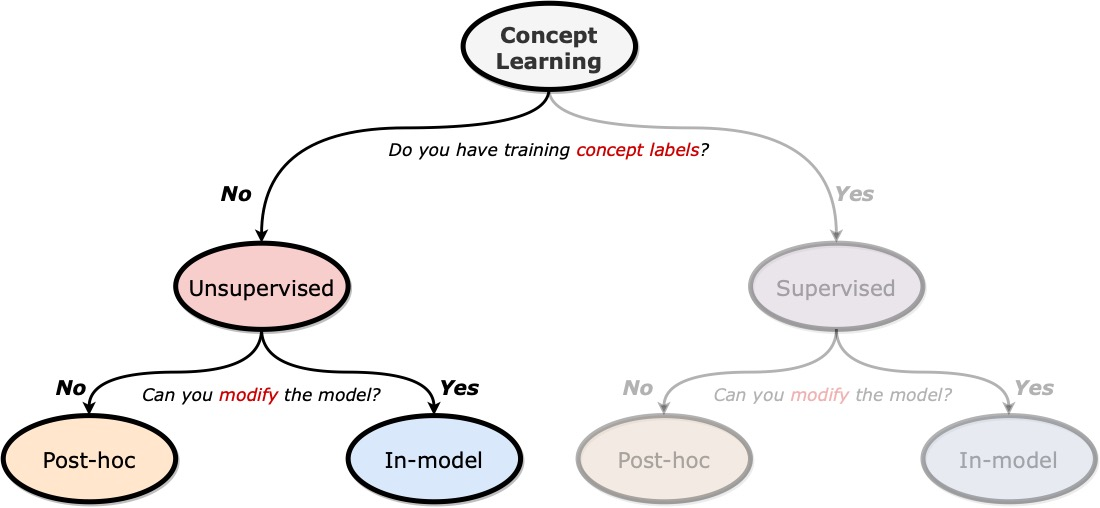 Concept
Learning
Do you have training concept labels?
No
Yes
Unsupervised
Supervised
No
Can you modify the model?
Yes
No
Can you modify the model?
Yes
Post-hoc
In-model
Post-hoc
In-model